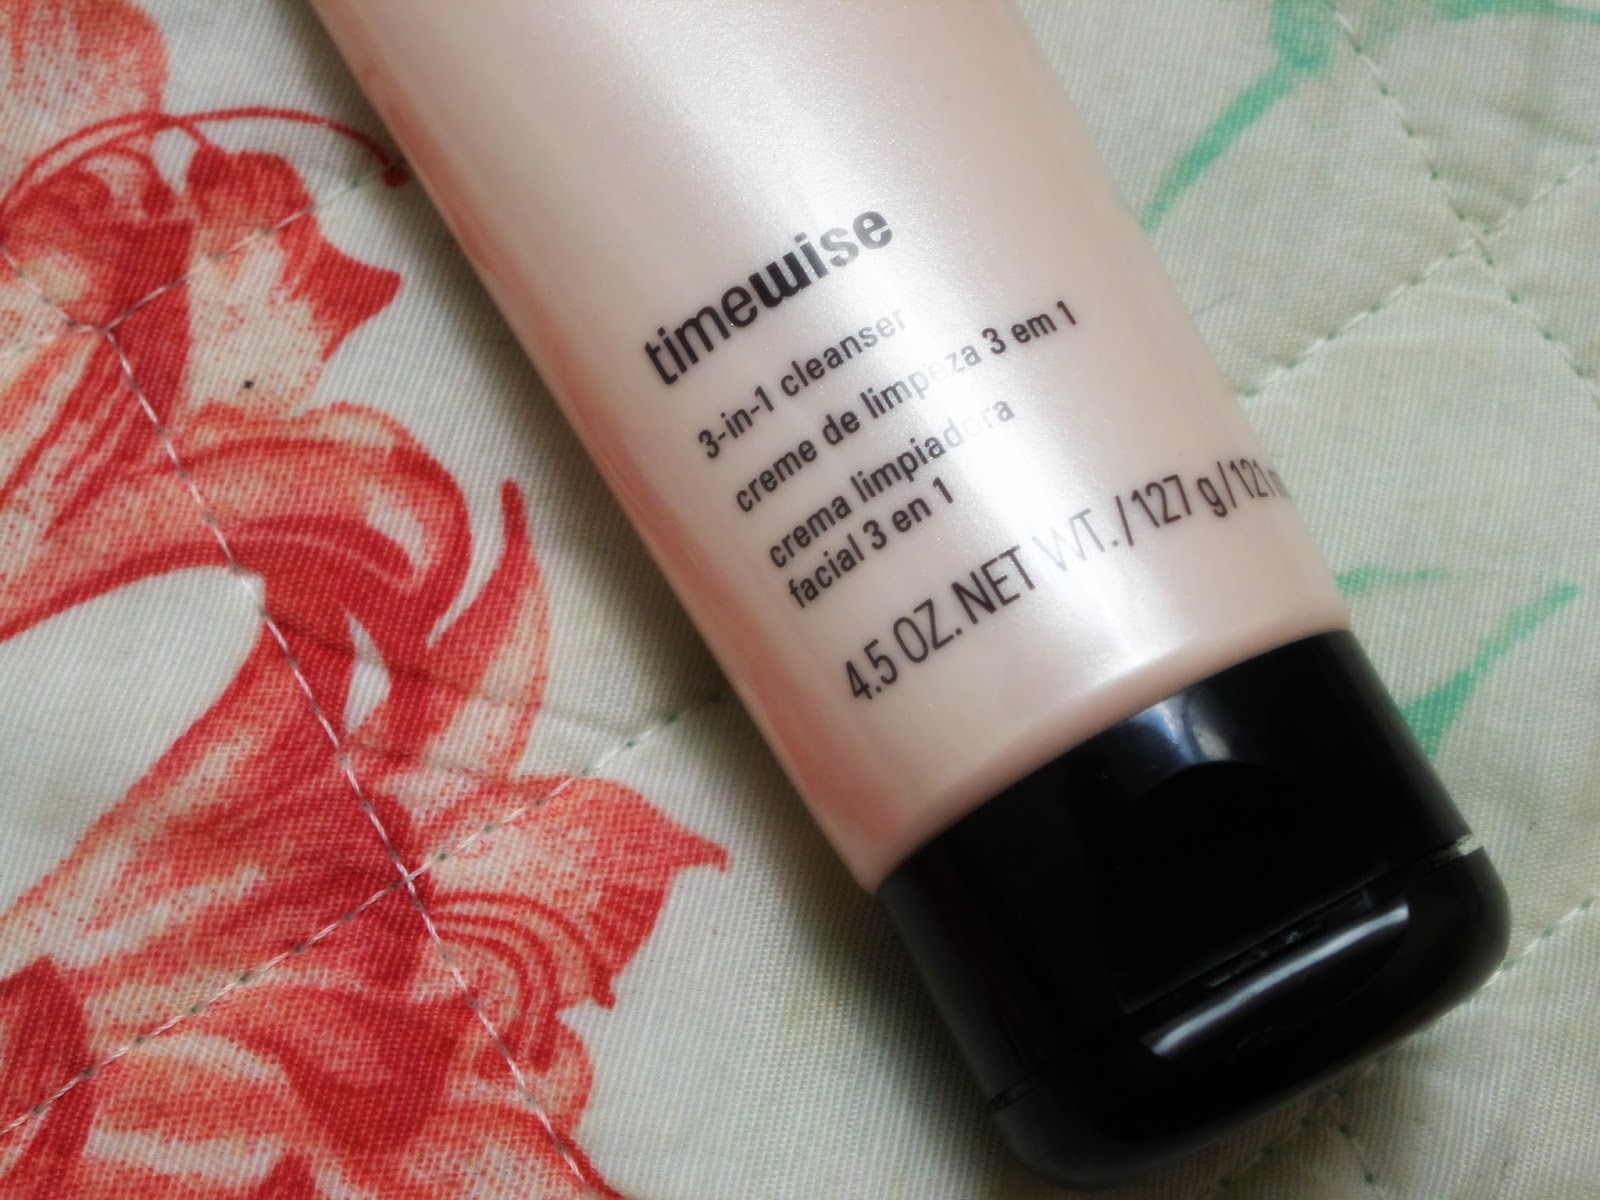 timewise
3-in-1 cleanser
creme de limpeza 3 em 1
crema limpiadora
facial 3 en 1
4.5 OZ. NET WT. / 127 g / 121 m